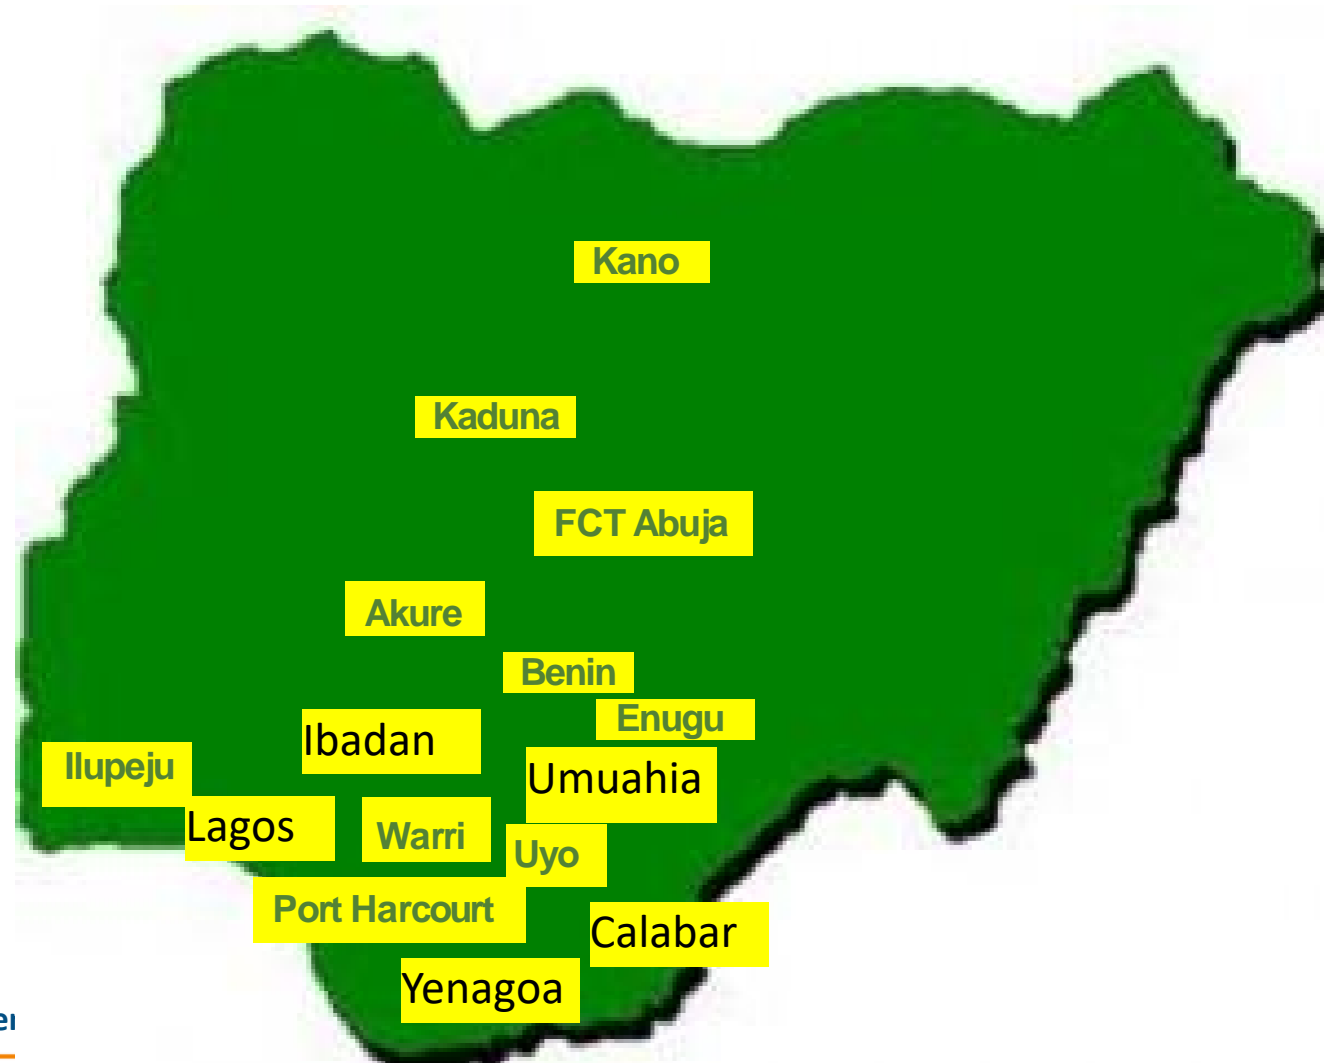 Kano
Kaduna
FCT Abuja
Akure
Benin
Enugu
Ibadan
Ilupeju
Umuahia
Lagos
Warri
Uyo
Port Harcourt
Calabar
Yenagoa